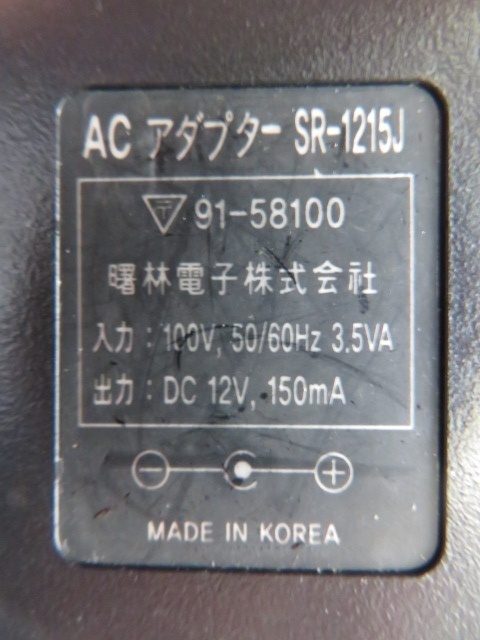 AC アダプター SR-1215J
91-58100
曙林電子株式会社
入力 : 100V, 50/60Hz 3.5VA
出力 : DC 12V, 150mA
MADE IN KOREA